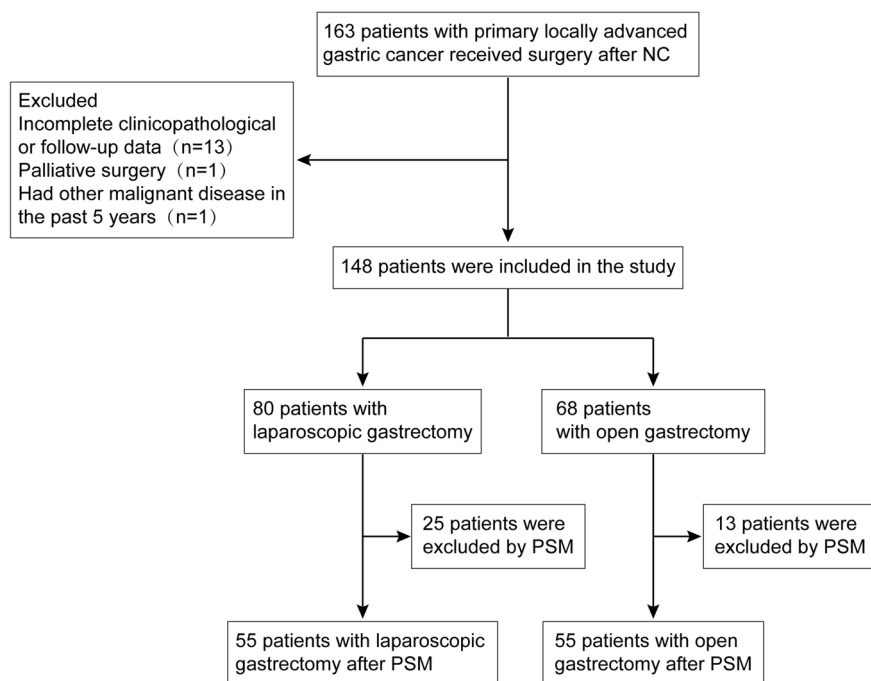 163 patients with primary locally advanced
gastric cancer received surgery after NC
Excluded
Incomplete clinicopathological
or follow-up data（n=13）
Palliative surgery（n=1）
Had other malignant disease in
the past 5 years（n=1）
148 patients were included in the study
80 patients with
laparoscopic gastrectomy
68 patients
with open gastrectomy
25 patients were
excluded by PSM
13 patients were
excluded by PSM
55 patients with laparoscopic
gastrectomy after PSM
55 patients with open
gastrectomy after PSM